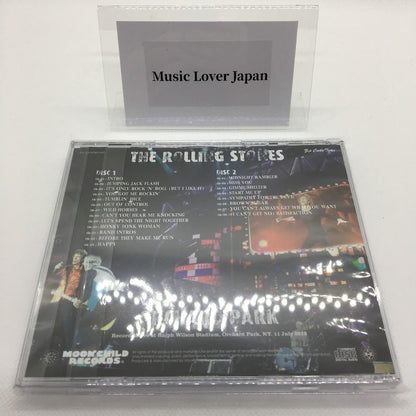 Music Lover Japan
THE ROLLING STONES
DISC 1
INTRO
JUMPING JACK FLASH
IT'S ONLY ROCK 'N' ROLL (BUT I LIKE IT)
YOU GOT ME ROCKIN'
TUMBLIN' DICE
OUT OF CONTROL
WILD HORSES
CAN'T YOU HEAR ME KNOCKING
LET'S SPEND THE NIGHT TOGETHER
HONKY TONK WOMAN
BAND INTROS
BEFORE THEY MAKE ME RUN
HAPPY
DISC 2
MIDNIGHT RAMBLER
MISS YOU
GIMME SHELTER
START ME UP
SYMPATHY FOR THE
BROWN SUGAR
YOU CAN'T ALWAYS GET WHAT YOU WANT
(I CAN'T GET NO) SATISFACTION
PARK
Ralph Wilson Stadium, Orchard Park, NY. 11 July 2015
MOONCHILD
RECORDS